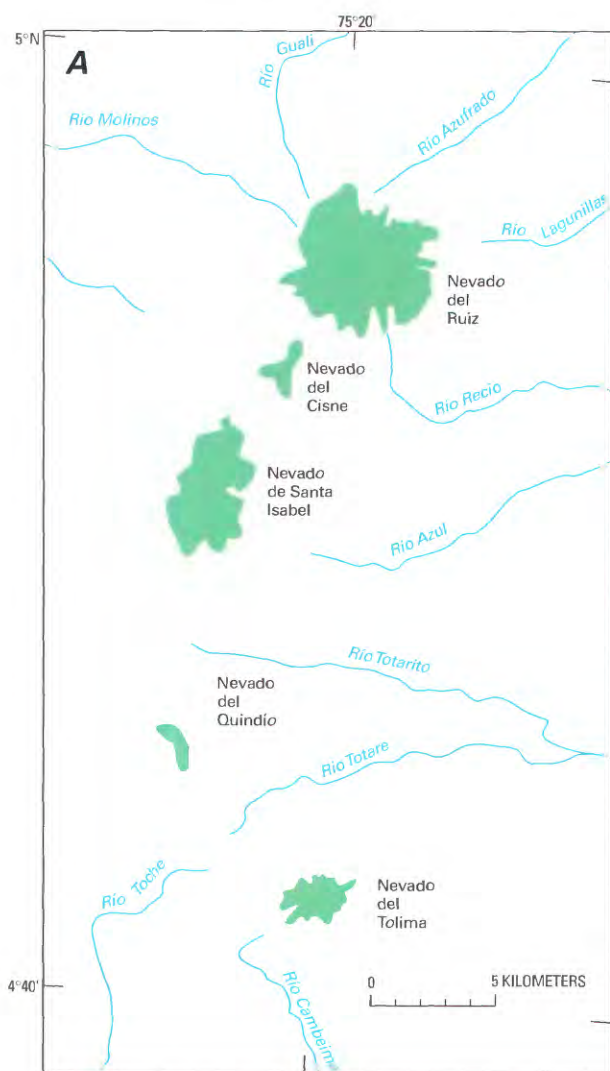 75°20'
5°N
A
Río
Gualí
Río Molinos
Río Azufrado
Río Lagunillas
Nevado
del
Ruiz
Nevado
del
Cisne
Río Recio
Nevado
de Santa
Isabel
Río Azul
Río Totarito
Nevado
del
Quindío
Río Totare
Río Toche
Nevado
del
Tolima
4°40'
0 5 KILOMETERS
Río Cambeima